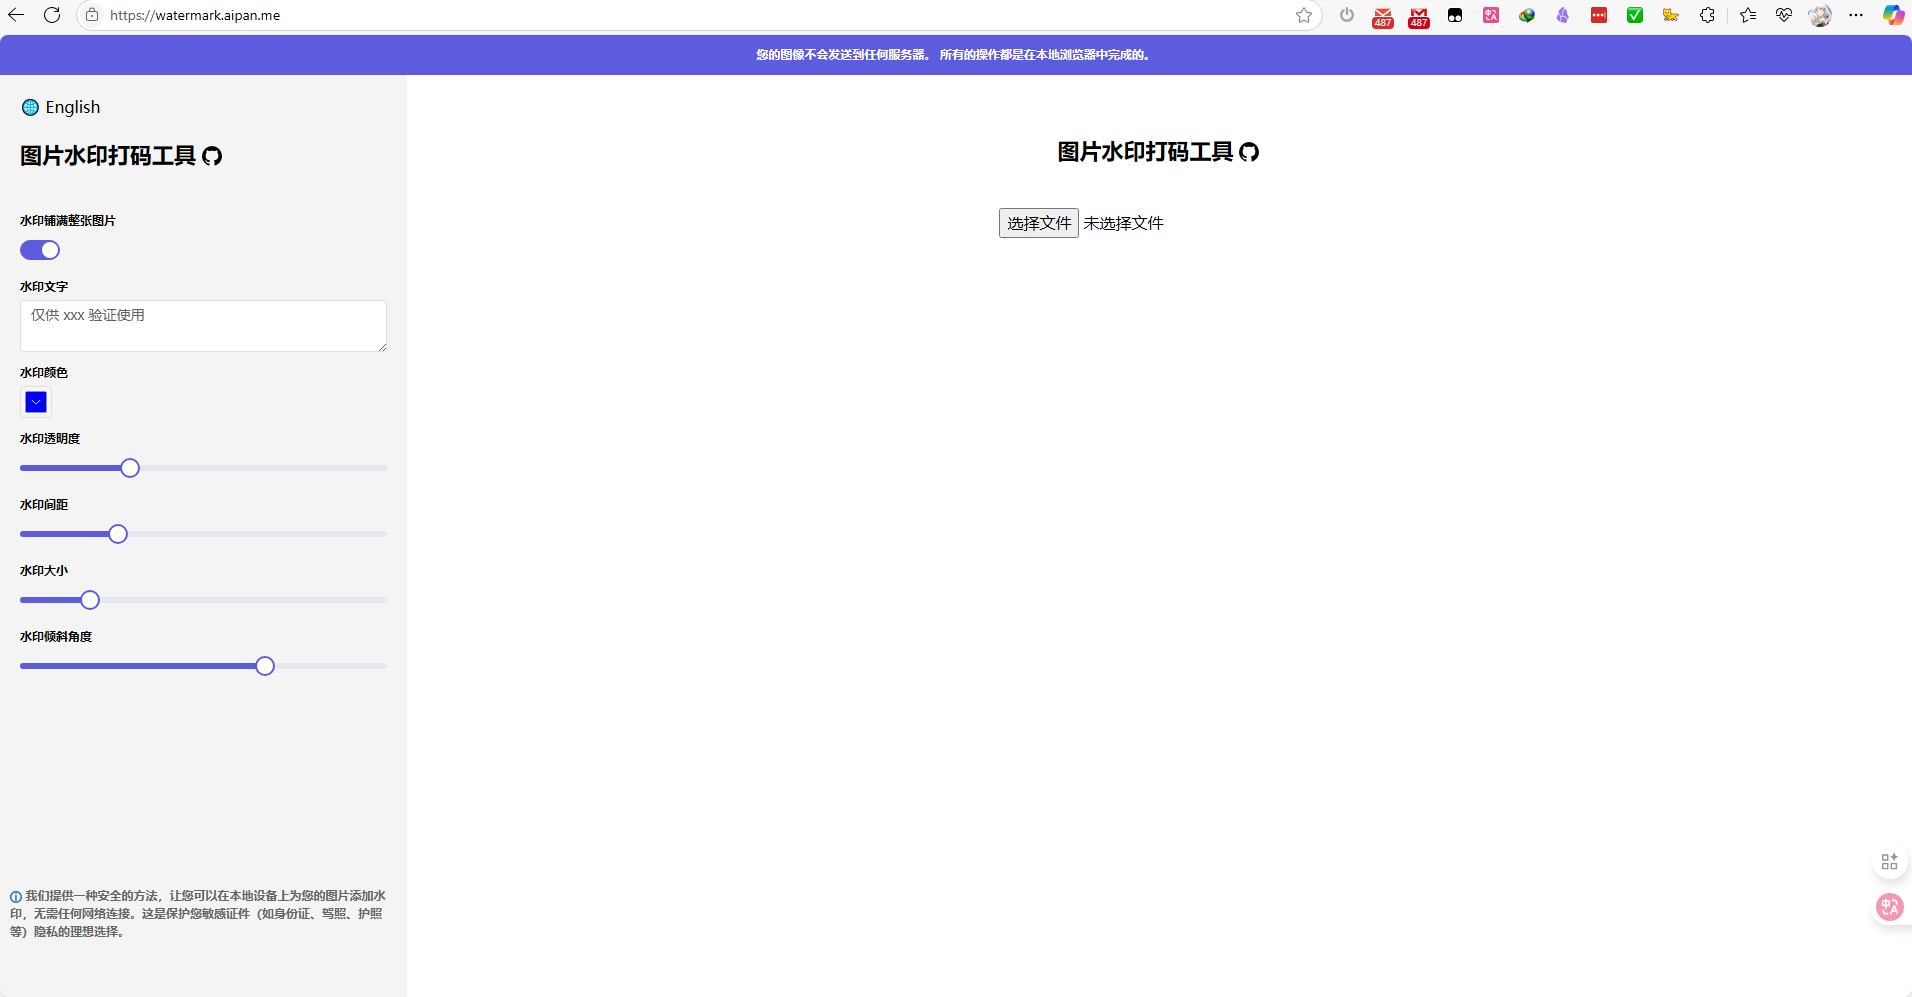 https://watermark.aipan.me
487
487
您的图像不会发送到任何服务器。 所有的操作都是在本地浏览器中完成的。
English
图片水印打码工具
水印铺满整张图片
水印文字
仅供 xxx 验证使用
水印颜色
水印透明度
水印间距
水印大小
水印倾斜角度
我们提供一种安全的方法，让您可以在本地设备上为您的图片添加水
印，无需任何网络连接。这是保护您敏感证件（如身份证、驾照、护照
等）隐私的理想选择。
图片水印打码工具
选择文件 未选择文件